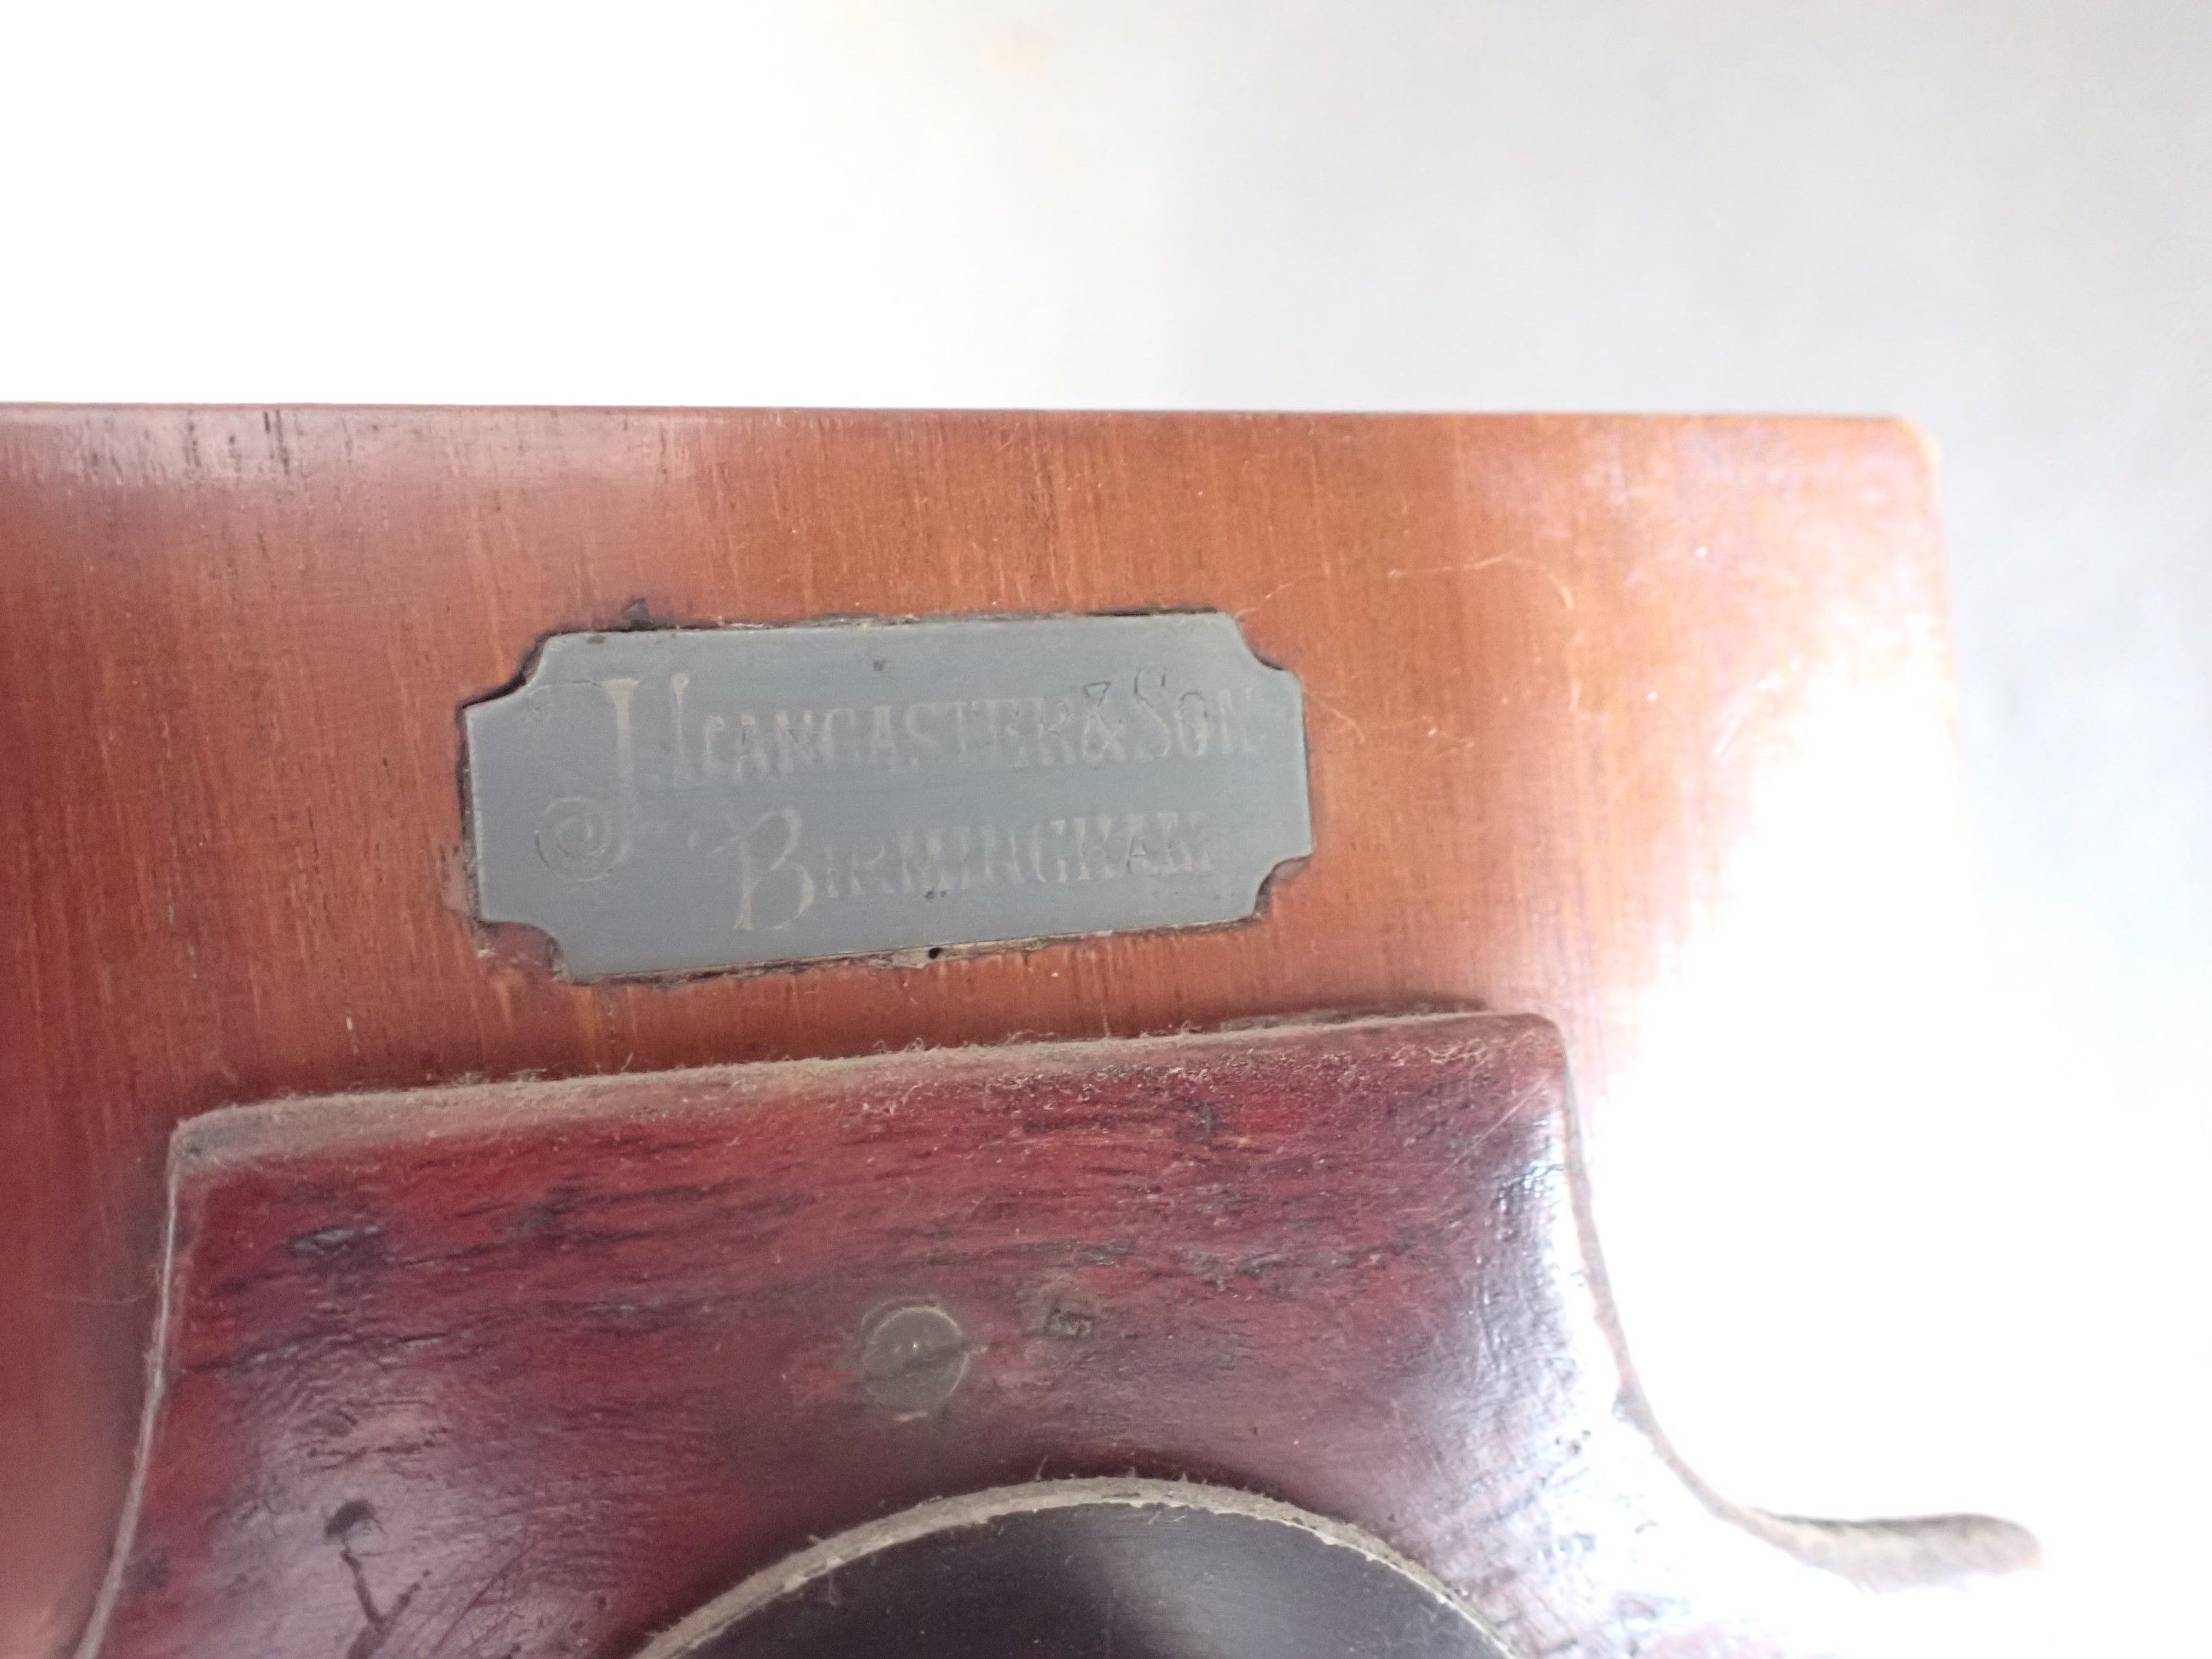 J. LANCASTER & SON
BIRMINGHAM